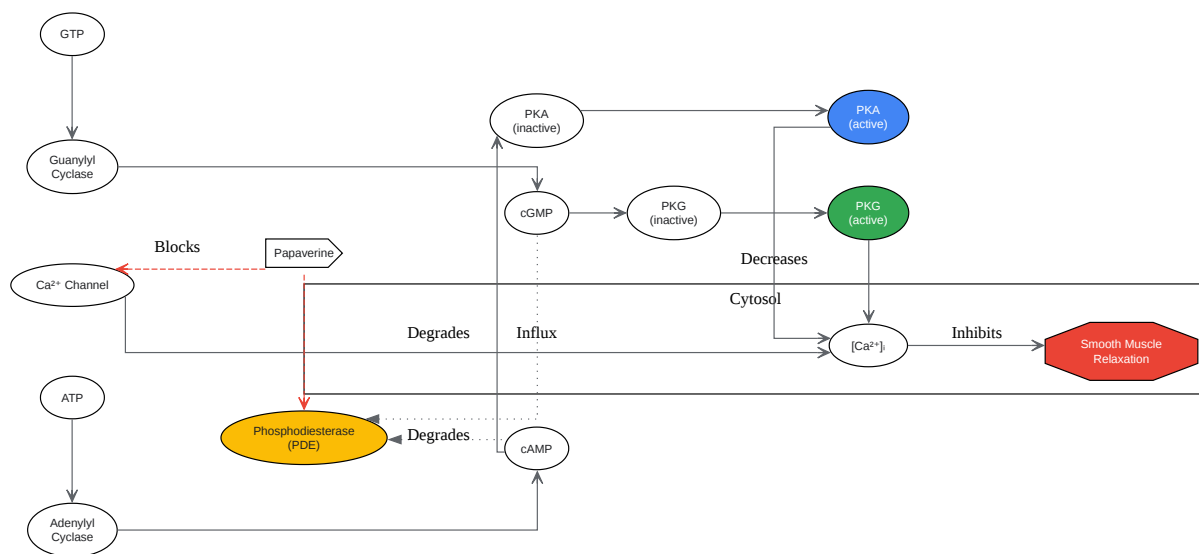 GTP
PKA
(inactive)
PKA
(active)
Guanylyl
Cyclase
cGMP
PKG
(inactive)
PKG
(active)
Blocks
Papaverine
Decreases
Ca²⁺ Channel
Cytosol
Degrades
Influx
[Ca²⁺]ᵢ
Inhibits
Smooth Muscle
Relaxation
ATP
Phosphodiesterase
(PDE)
Degrades
cAMP
Adenylyl
Cyclase